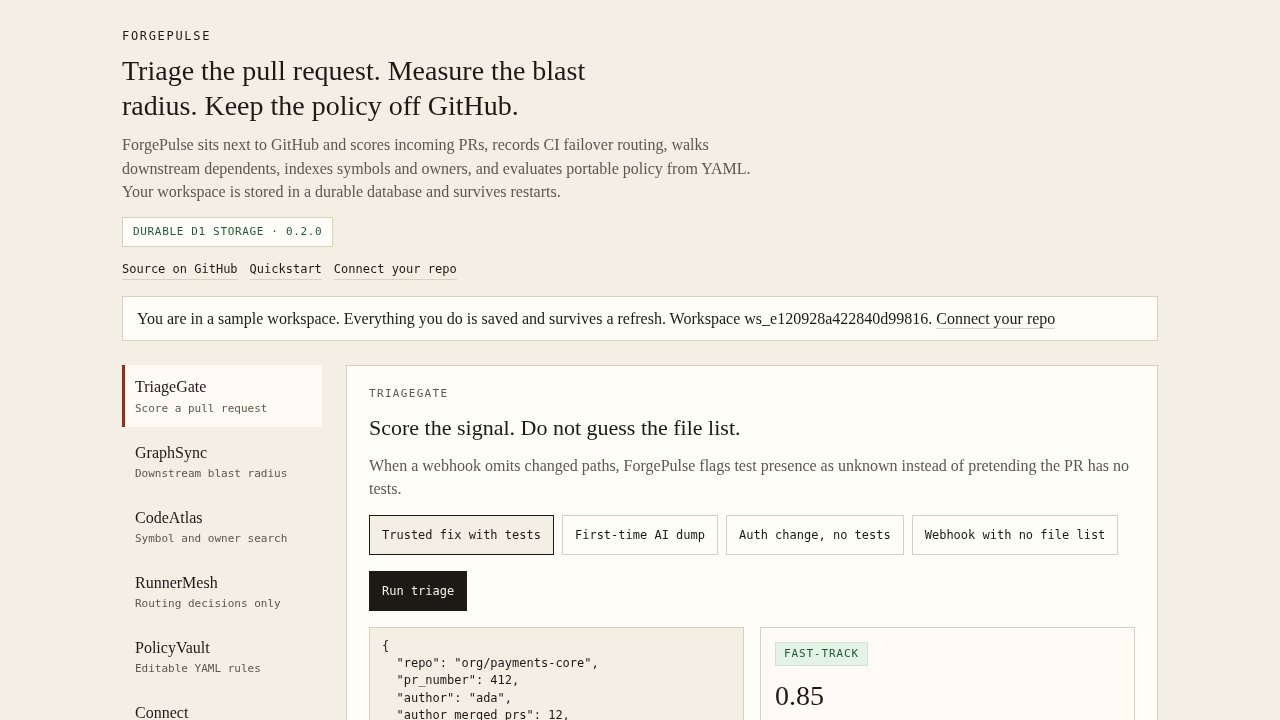 FORGEPULSE
Triage the pull request. Measure the blast
radius. Keep the policy off GitHub.
ForgePulse sits next to GitHub and scores incoming PRs, records CI failover routing, walks
downstream dependents, indexes symbols and owners, and evaluates portable policy from YAML.
Your workspace is stored in a durable database and survives restarts.
DURABLE D1 STORAGE · 0.2.0
Source on GitHub Quickstart Connect your repo
You are in a sample workspace. Everything you do is saved and survives a refresh. Workspace ws_e120928a422840d99816. Connect your repo
TriageGate
Score a pull request
GraphSync
Downstream blast radius
CodeAtlas
Symbol and owner search
RunnerMesh
Routing decisions only
PolicyVault
Editable YAML rules
Connect
TRIAGEGATE
Score the signal. Do not guess the file list.
When a webhook omits changed paths, ForgePulse flags test presence as unknown instead of pretending the PR has no
tests.
Trusted fix with tests First-time AI dump Auth change, no tests Webhook with no file list
Run triage
{
"repo": "org/payments-core",
"pr_number": 412,
"author": "ada",
"author_merged_prs": 12,
FAST-TRACK
0.85